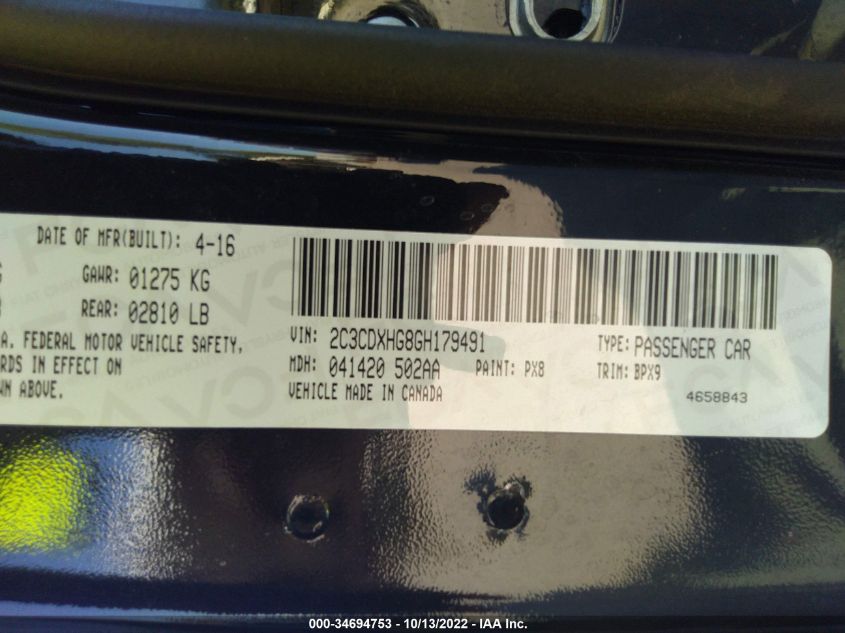 DATE OF MFR(BUILT): 4-16
GAWR: 01275 KG
REAR: 02810 LB
A. FEDERAL MOTOR VEHICLE SAFETY,
RDS IN EFFECT ON
WN ABOVE.
VIN: 2C3CDXHG8GH179491
TYPE: PASSENGER CAR
MDH: 041420 502AA
PAINT: PX8
TRIM: BPX9
VEHICLE MADE IN CANADA
4658843
000-34694753 - 10/13/2022 - IAA Inc.